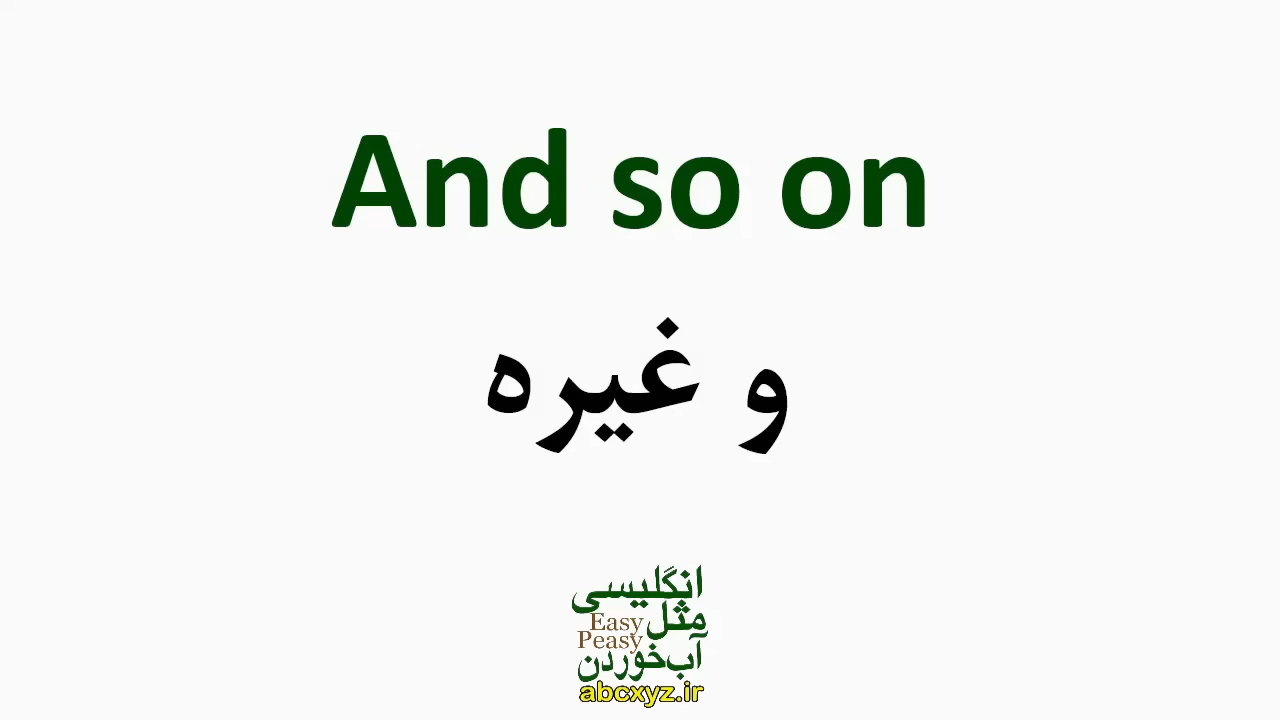 And so on
و غیره
انگلیسی
مثل
Easy
Peasy
آب‌خوردن
abcxyz.ir